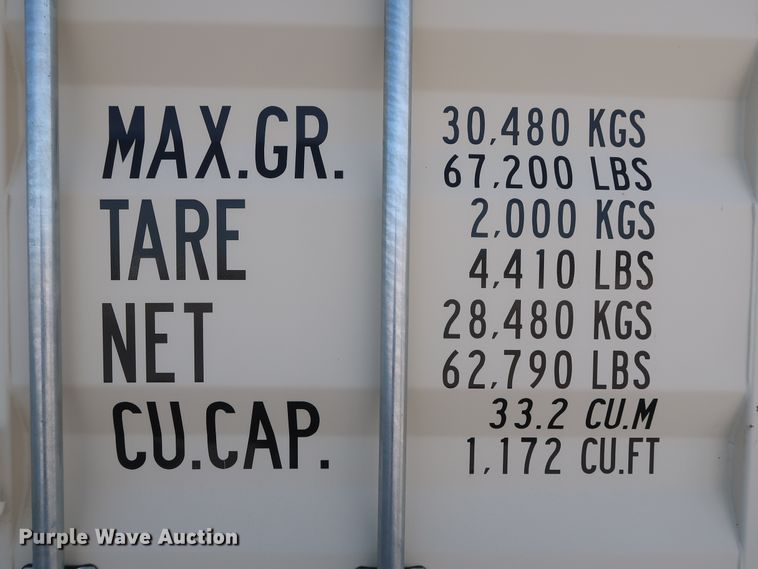 MAX.GR. 30,480 KGS
67,200 LBS
TARE 2,000 KGS
4,410 LBS
NET 28,480 KGS
62,790 LBS
CU.CAP. 33.2 CU.M
1,172 CU.FT
Purple Wave Auction